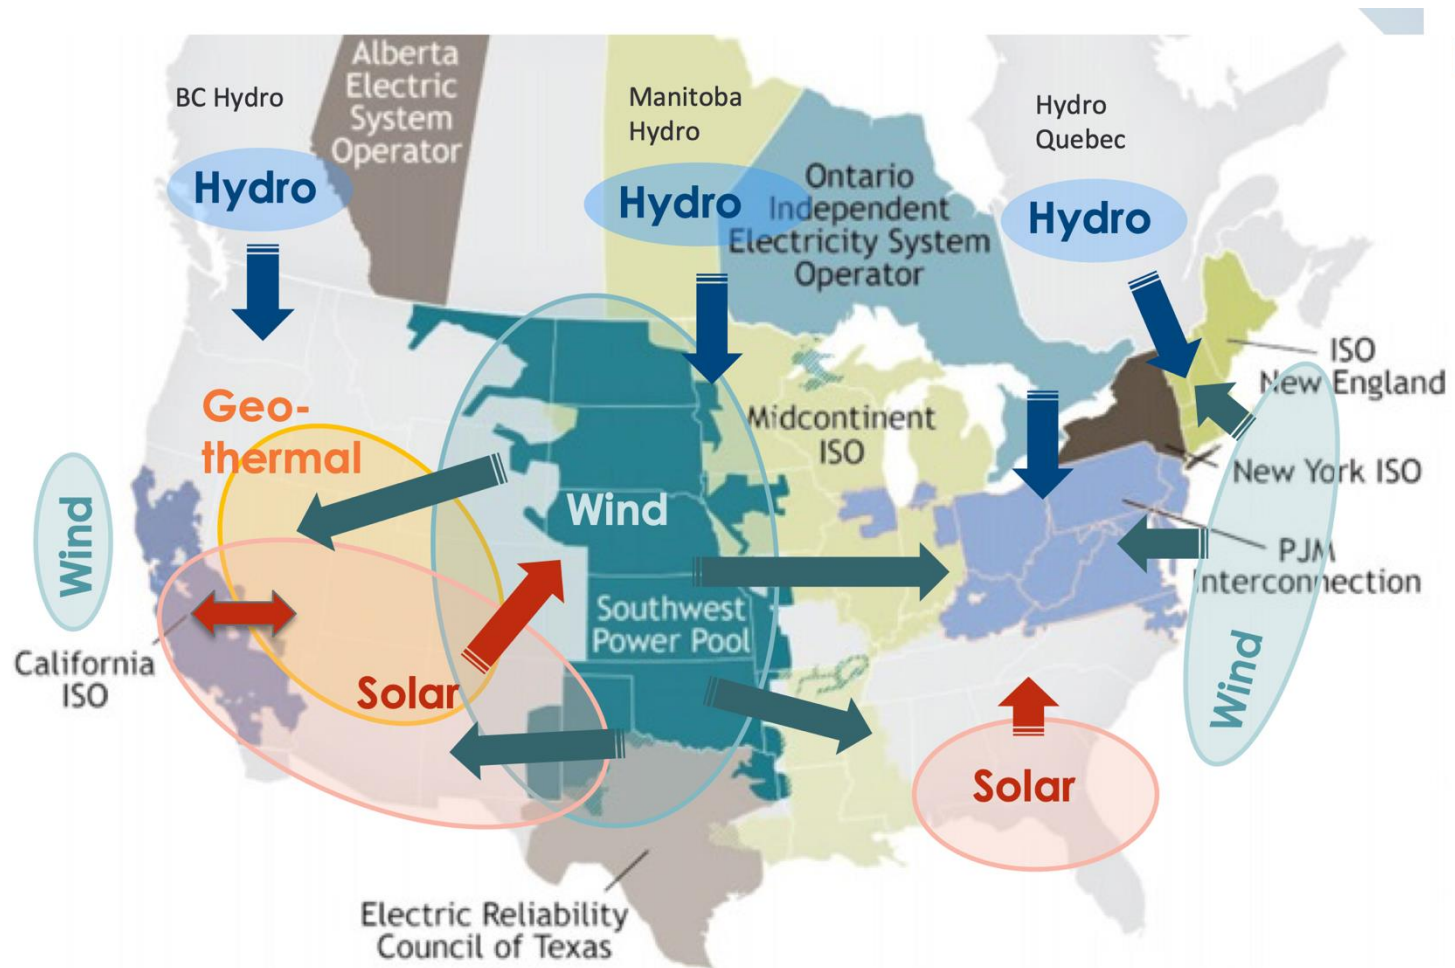 Alberta
Electric
System
Operator
BC Hydro
Manitoba
Hydro
Hydro
Quebec
Hydro
Hydro
Hydro
Ontario
Independent
Electricity System
Operator
ISO
New England
Geo-
thermal
Midcontinent
ISO
New York ISO
Wind
Wind
PJM
Interconnection
Southwest
Power Pool
California
ISO
Solar
Wind
Solar
Electric Reliability
Council of Texas